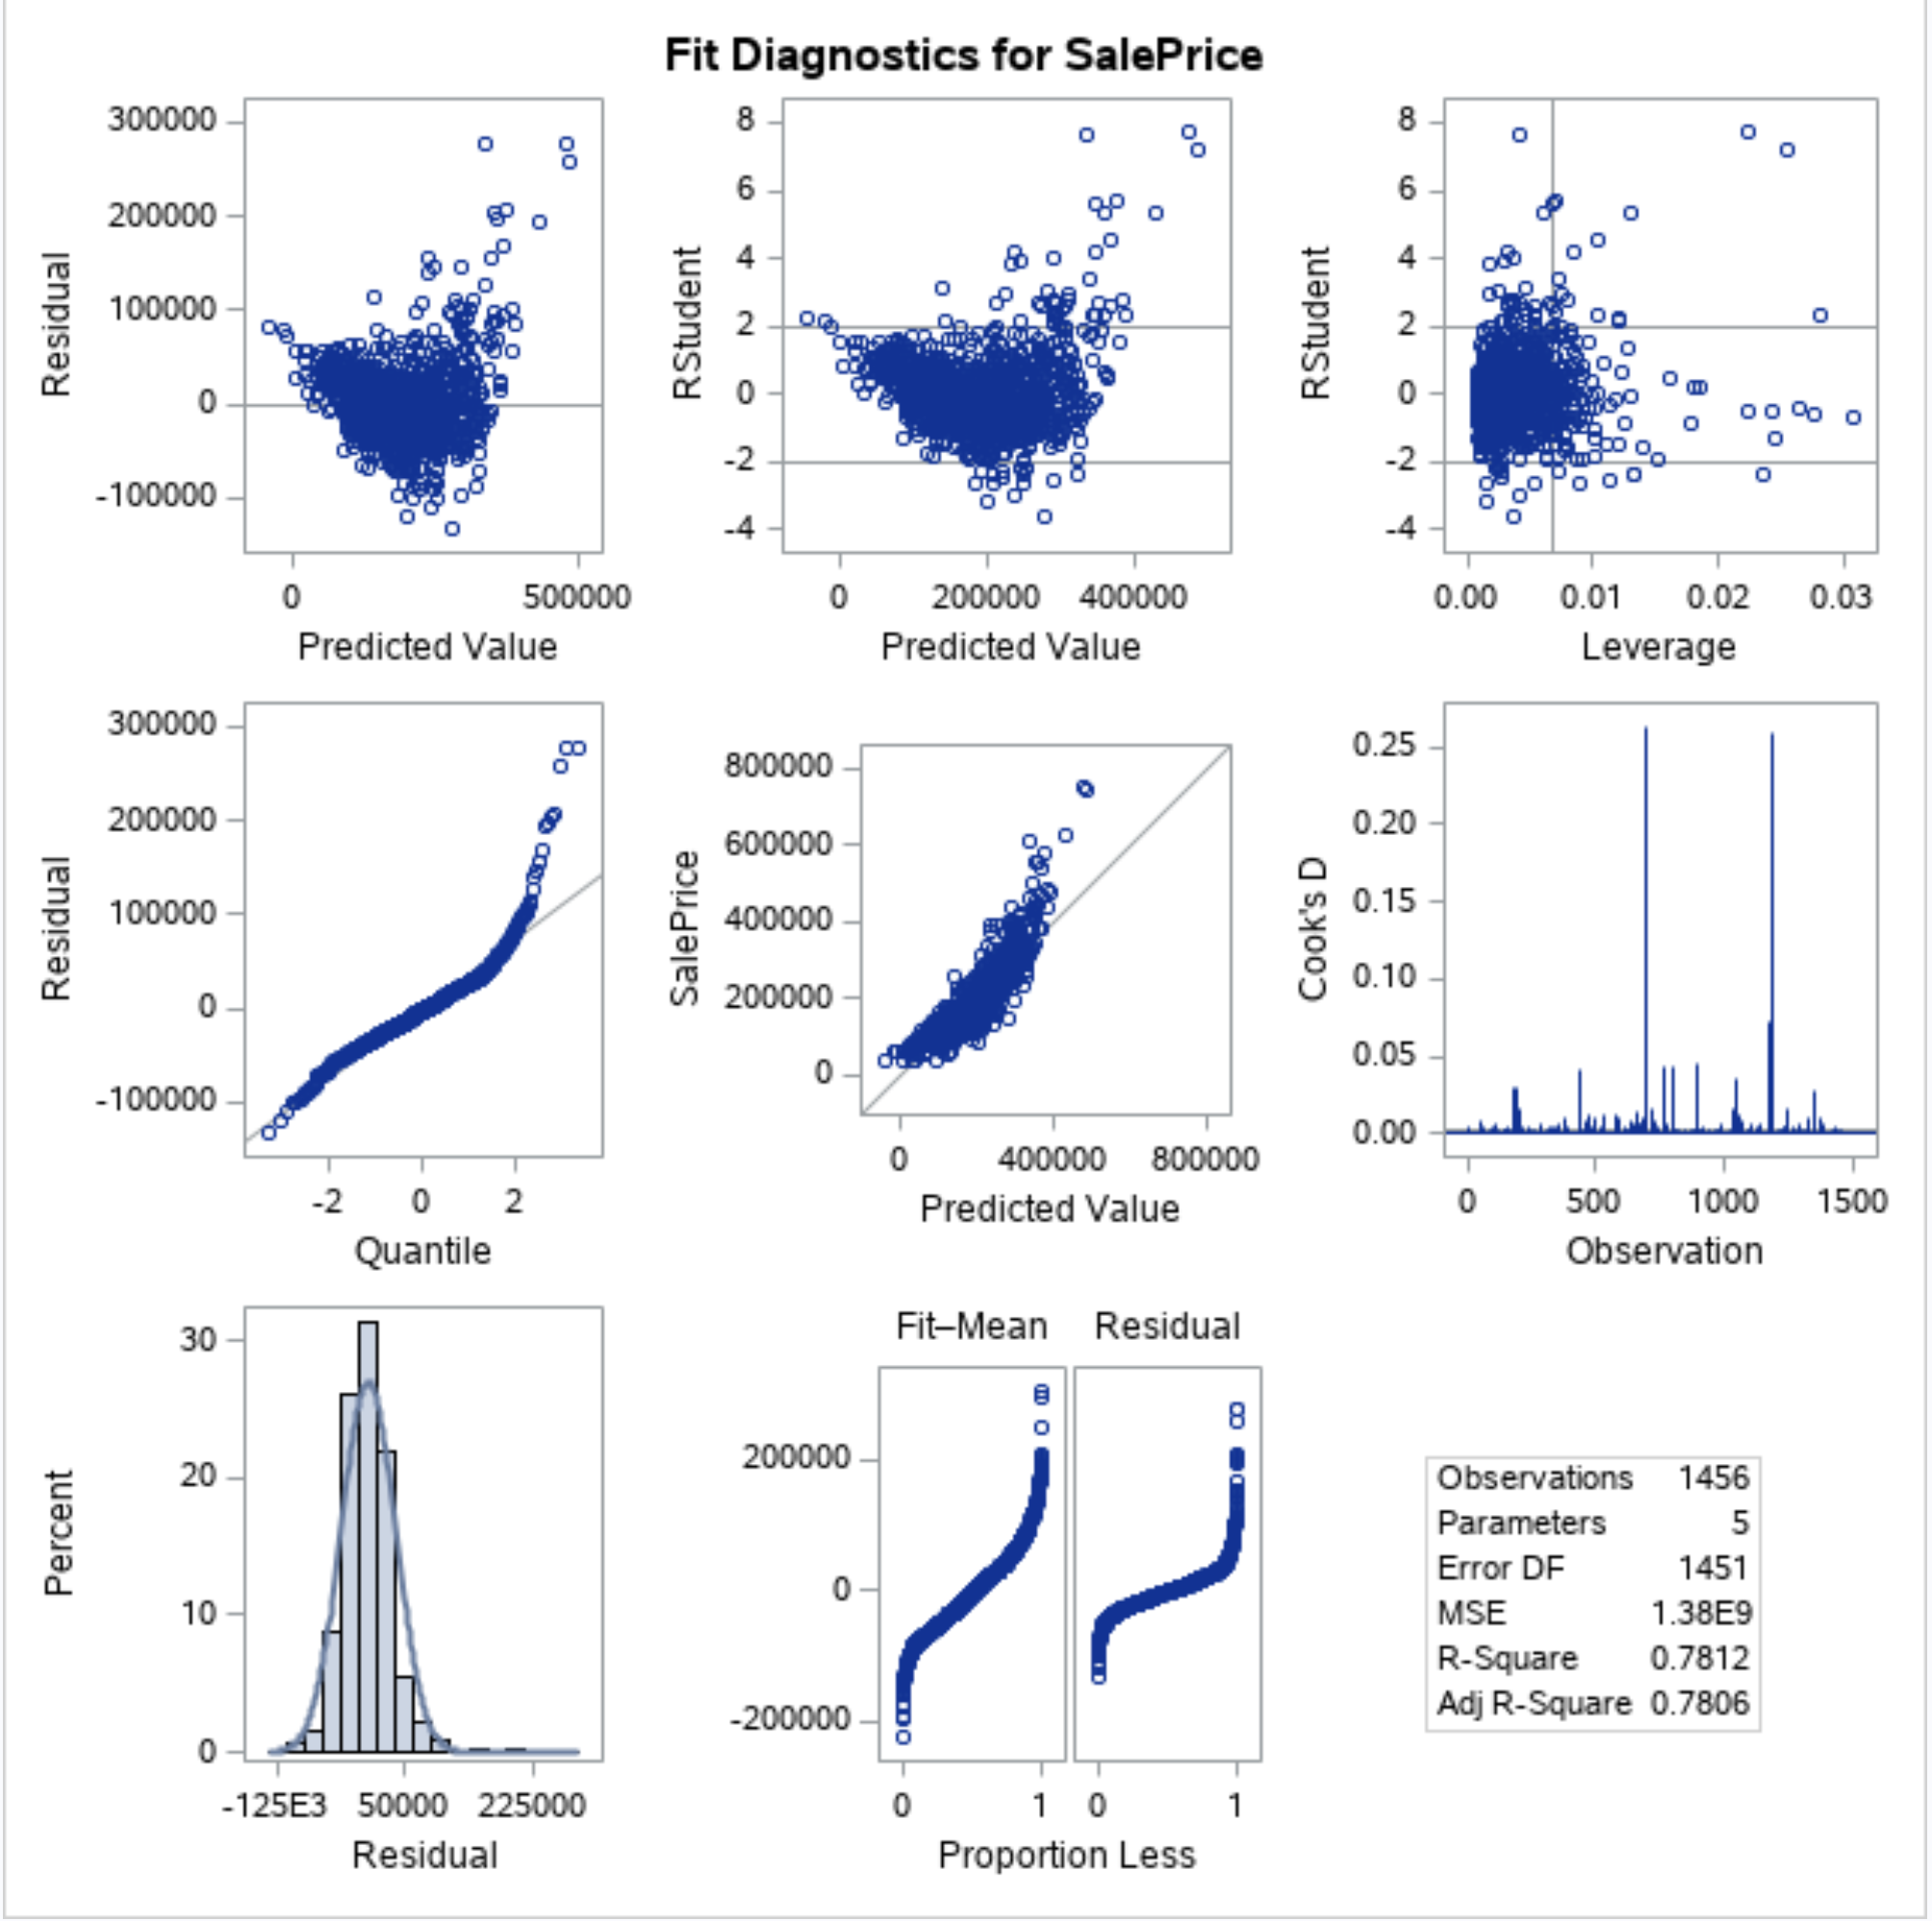 Fit Diagnostics for SalePrice
300000
200000
100000
0
-100000
Residual
0 500000
Predicted Value
8
6
4
2
0
-2
-4
RStudent
0 200000 400000
Predicted Value
8
6
4
2
0
-2
-4
RStudent
0.00 0.01 0.02 0.03
Leverage
300000
200000
100000
0
-100000
Residual
-2 0 2
Quantile
800000
600000
400000
200000
0
SalePrice
0 400000 800000
Predicted Value
0.25
0.20
0.15
0.10
0.05
0.00
Cook's D
0 500 1000 1500
Observation
30
20
10
0
Percent
-125E3 50000 225000
Residual
Fit–Mean Residual
200000
0
-200000
0 1 0 1
Proportion Less
Observations 1456
Parameters 5
Error DF 1451
MSE 1.38E9
R-Square 0.7812
Adj R-Square 0.7806